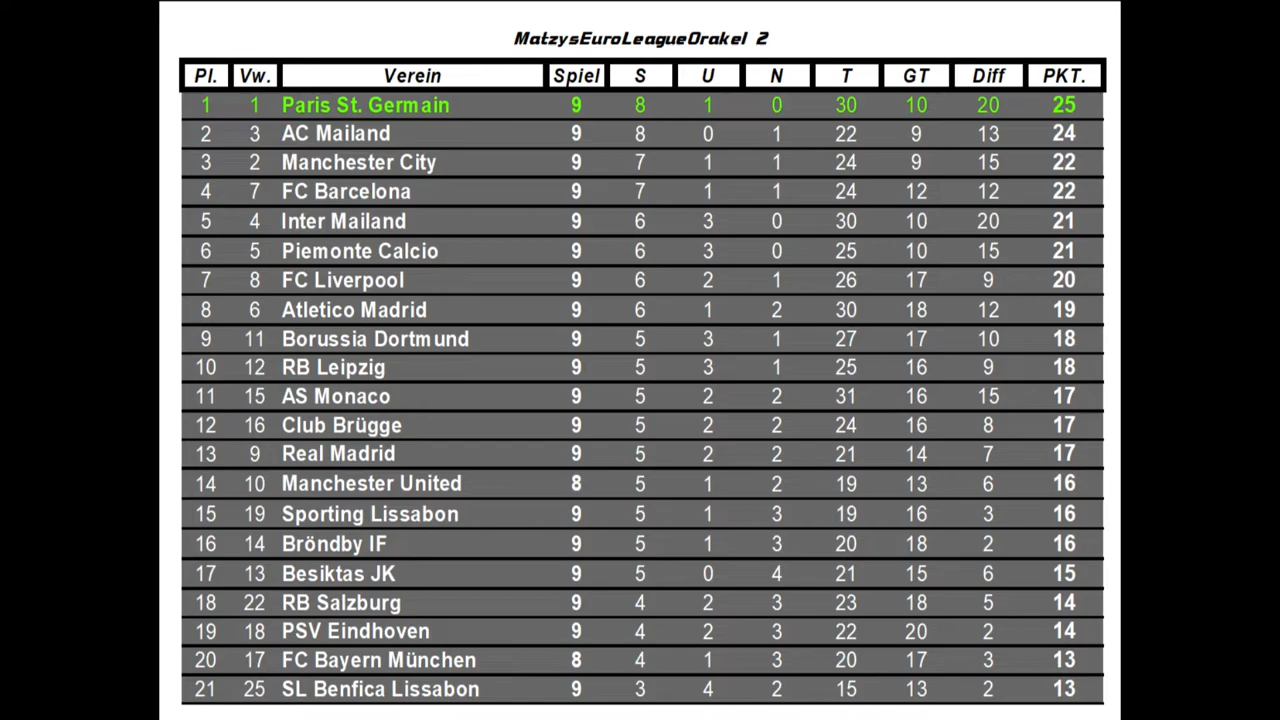 MatzysEuroLeagueOrakel 2
Pl. Vw. Verein Spiel S U N T GT Diff PKT.
1 1 Paris St. Germain 9 8 1 0 30 10 20 25
2 3 AC Mailand 9 8 0 1 22 9 13 24
3 2 Manchester City 9 7 1 1 24 9 15 22
4 7 FC Barcelona 9 7 1 1 24 12 12 22
5 4 Inter Mailand 9 6 3 0 30 10 20 21
6 5 Piemonte Calcio 9 6 3 0 25 10 15 21
7 8 FC Liverpool 9 6 2 1 26 17 9 20
8 6 Atletico Madrid 9 6 1 2 30 18 12 19
9 11 Borussia Dortmund 9 5 3 1 27 17 10 18
10 12 RB Leipzig 9 5 3 1 25 16 9 18
11 15 AS Monaco 9 5 2 2 31 16 15 17
12 16 Club Brügge 9 5 2 2 24 16 8 17
13 9 Real Madrid 9 5 2 2 21 14 7 17
14 10 Manchester United 8 5 1 2 19 13 6 16
15 19 Sporting Lissabon 9 5 1 3 19 16 3 16
16 14 Bröndby IF 9 5 1 3 20 18 2 16
17 13 Besiktas JK 9 5 0 4 21 15 6 15
18 22 RB Salzburg 9 4 2 3 23 18 5 14
19 18 PSV Eindhoven 9 4 2 3 22 20 2 14
20 17 FC Bayern München 8 4 1 3 20 17 3 13
21 25 SL Benfica Lissabon 9 3 4 2 15 13 2 13